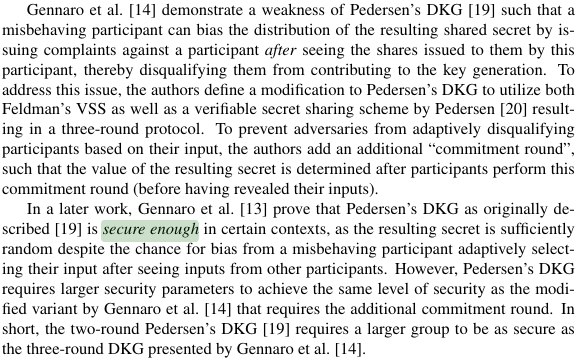 Gennaro et al. [14] demonstrate a weakness of Pedersen's DKG [19] such that a
misbehaving participant can bias the distribution of the resulting shared secret by is-
suing complaints against a participant after seeing the shares issued to them by this
participant, thereby disqualifying them from contributing to the key generation. To
address this issue, the authors define a modification to Pedersen's DKG to utilize both
Feldman's VSS as well as a verifiable secret sharing scheme by Pedersen [20] result-
ing in a three-round protocol. To prevent adversaries from adaptively disqualifying
participants based on their input, the authors add an additional “commitment round”,
such that the value of the resulting secret is determined after participants perform this
commitment round (before having revealed their inputs).
In a later work, Gennaro et al. [13] prove that Pedersen's DKG as originally de-
scribed [19] is secure enough in certain contexts, as the resulting secret is sufficiently
random despite the chance for bias from a misbehaving participant adaptively select-
ing their input after seeing inputs from other participants. However, Pedersen's DKG
requires larger security parameters to achieve the same level of security as the modi-
fied variant by Gennaro et al. [14] that requires the additional commitment round. In
short, the two-round Pedersen's DKG [19] requires a larger group to be as secure as
the three-round DKG presented by Gennaro et al. [14].